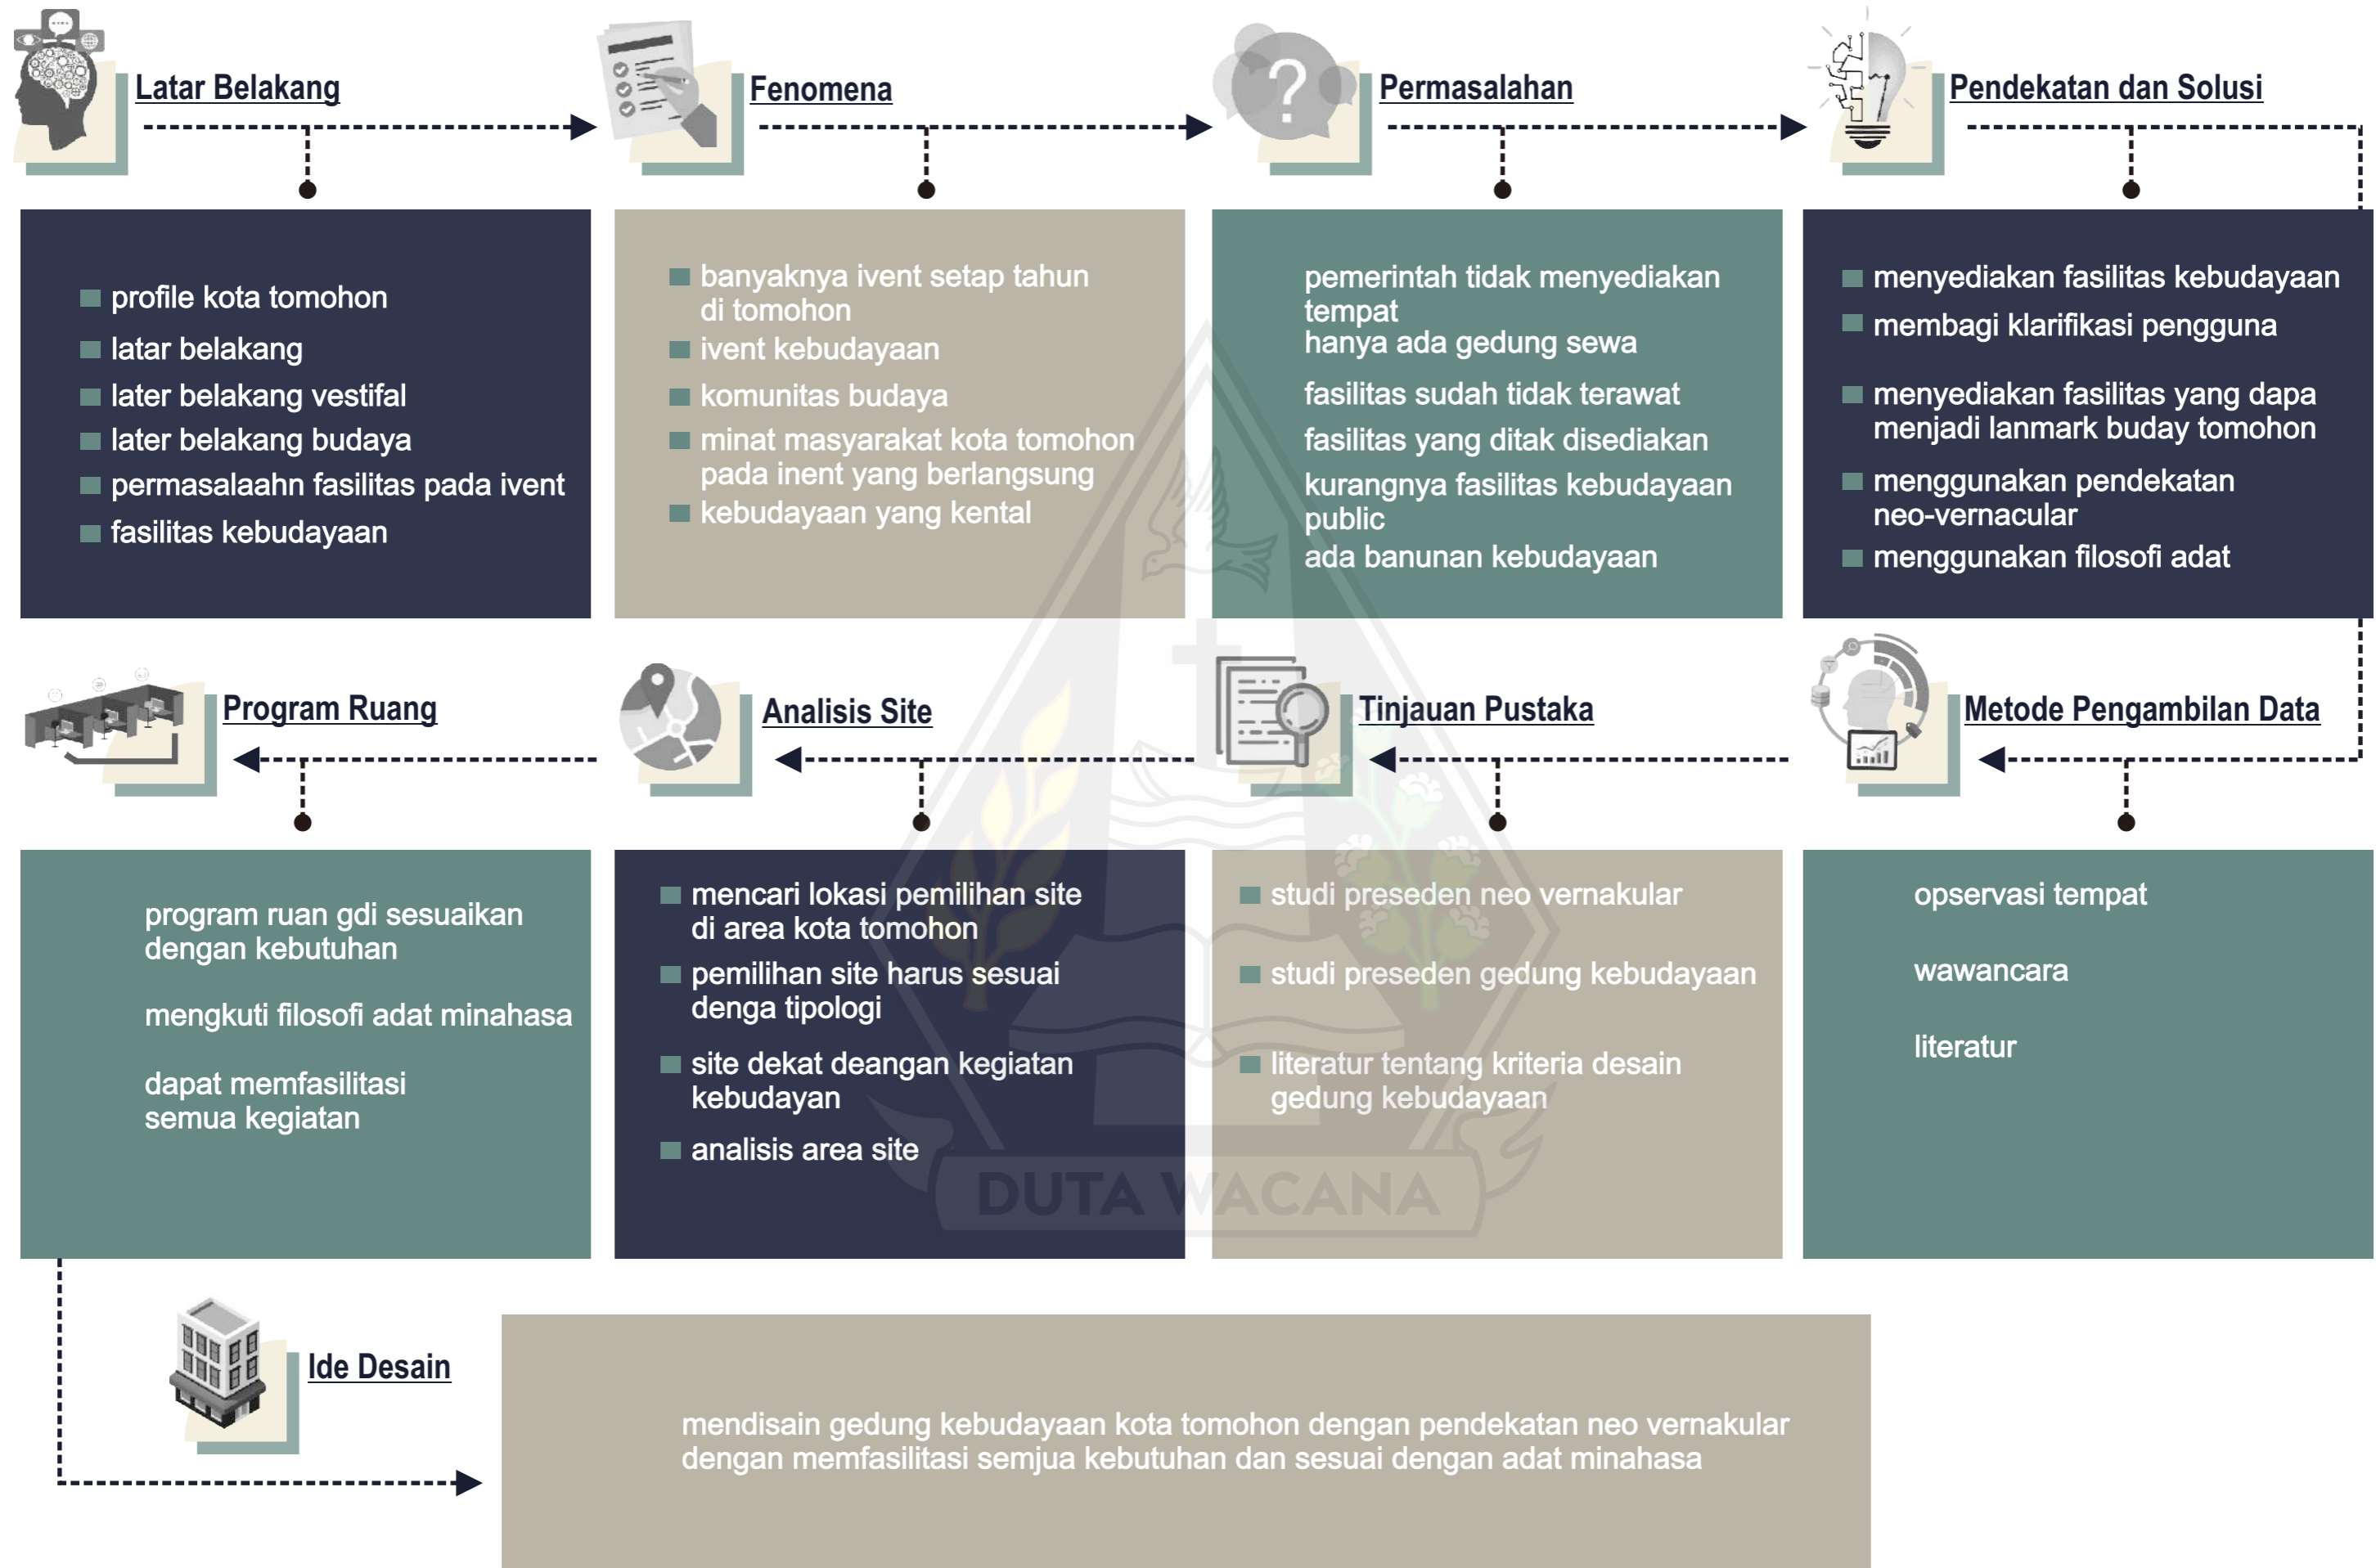 Latar Belakang
profile kota tomohon
latar belakang
later belakang vestifal
later belakang budaya
permasalaahn fasilitas pada ivent
fasilitas kebudayaan
Fenomena
banyaknya ivent setap tahun
di tomohon
ivent kebudayaan
komunitas budaya
minat masyarakat kota tomohon
pada inent yang berlangsung
kebudayaan yang kental
Permasalahan
pemerintah tidak menyediakan
tempat
hanya ada gedung sewa
fasilitas sudah tidak terawat
fasilitas yang ditak disediakan
kurangnya fasilitas kebudayaan
public
ada banunan kebudayaan
Pendekatan dan Solusi
menyediakan fasilitas kebudayaan
membagi klarifikasi pengguna
menyediakan fasilitas yang dapa
menjadi lanmark buday tomohon
menggunakan pendekatan
neo-vernacular
menggunakan filosofi adat
Metode Pengambilan Data
opservasi tempat
wawancara
literatur
Tinjauan Pustaka
studi preseden neo vernakular
studi preseden gedung kebudayaan
literatur tentang kriteria desain
gedung kebudayaan
Analisis Site
mencari lokasi pemilihan site
di area kota tomohon
pemilihan site harus sesuai
denga tipologi
site dekat deangan kegiatan
kebudayan
analisis area site
Program Ruang
program ruan gdi sesuaikan
dengan kebutuhan
mengkuti filosofi adat minahasa
dapat memfasilitasi
semua kegiatan
DUTA WACANA
Ide Desain
mendisain gedung kebudayaan kota tomohon dengan pendekatan neo vernakular
dengan memfasilitasi semjua kebutuhan dan sesuai dengan adat minahasa